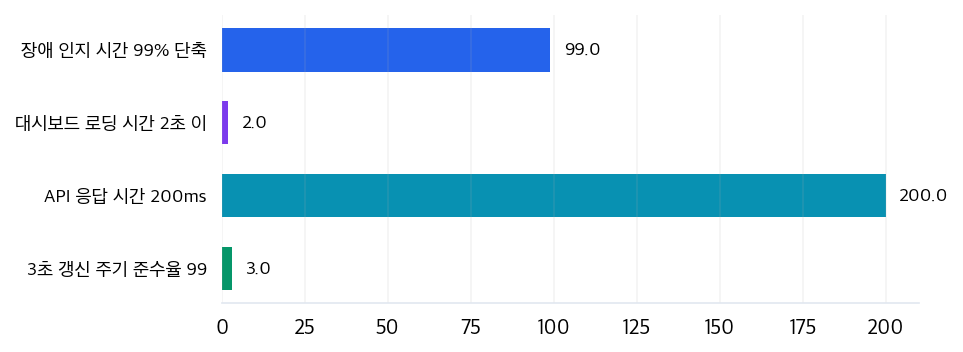 장애 인지 시간 99% 단축
99.0
대시보드 로딩 시간 2초 이
2.0
API 응답 시간 200ms
200.0
3초 갱신 주기 준수율 99
3.0
0 25 50 75 100 125 150 175 200